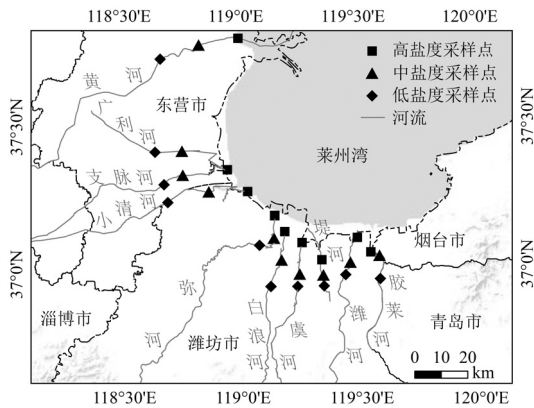 118°30'E 119°0'E 119°30'E 120°0'E
37°30'N
37°0'N
37°30'N
37°0'N
■ 高盐度采样点
▲ 中盐度采样点
◆ 低盐度采样点
— 河流
黄河
广利河
东营市
支脉河
小清河
莱州湾
烟台市
淄博市
弥河
潍坊市
白浪河
虞河
堤河
潍河
胶莱河
青岛市
0 10 20
km
118°30'E 119°0'E 119°30'E 120°0'E